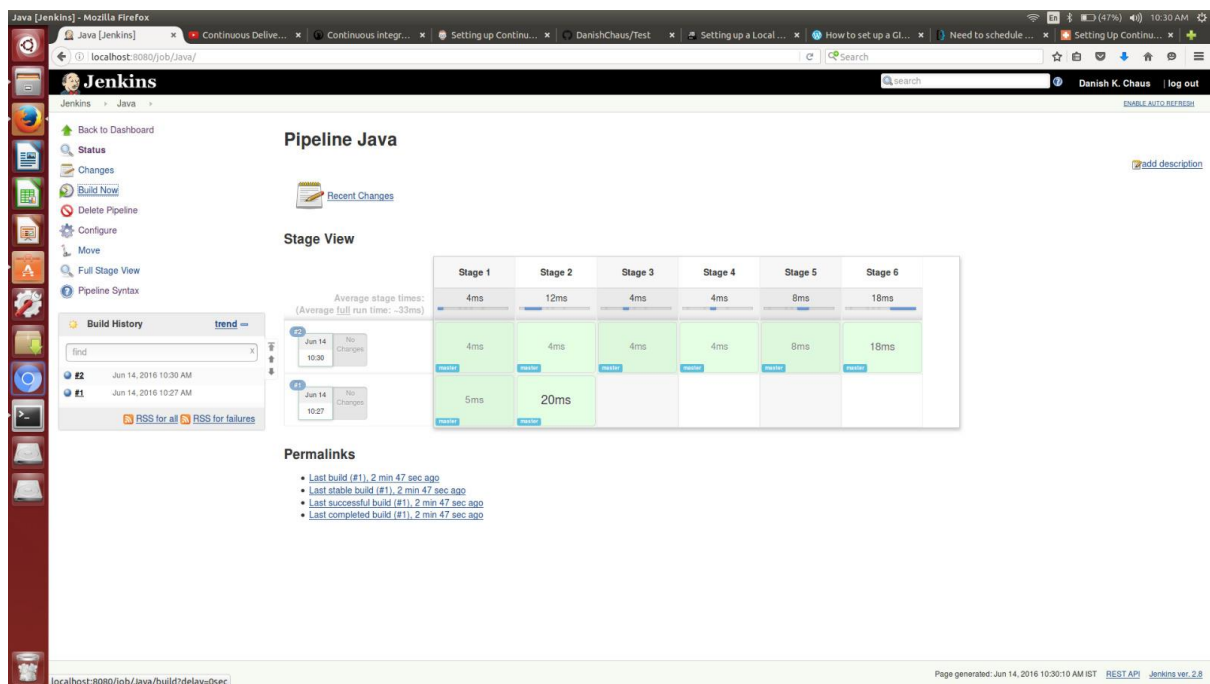 Java [Jenkins] - Mozilla Firefox
En (47%) 10:30 AM
Java [Jenkins] x Continuous Delive... x Continuous integr... x Setting up Continu... x DanishChaus/Test x Setting up a Local ... x How to set up a GI... x Need to schedule ... x Setting Up Continu... x
localhost:8080/job/Java/
Search
Jenkins
search
Danish K. Chaus | log out
Jenkins Java
ENABLE AUTO REFRESH
Back to Dashboard
Status
Changes
Build Now
Delete Pipeline
Configure
Move
Full Stage View
Pipeline Syntax
Build History trend
find x
#2 Jun 14, 2016 10:30 AM
#1 Jun 14, 2016 10:27 AM
RSS for all RSS for failures
Pipeline Java
add description
Recent Changes
Stage View
Stage 1 Stage 2 Stage 3 Stage 4 Stage 5 Stage 6
Average stage times: 4ms 12ms 4ms 4ms 8ms 18ms
(Average full run time: ~33ms)
#2
Jun 14 No
Changes
10:30
4ms 4ms 4ms 4ms 8ms 18ms
master master master master master master
#1
Jun 14 No
Changes
10:27
5ms 20ms
master master
Permalinks
Last build (#1), 2 min 47 sec ago
Last stable build (#1), 2 min 47 sec ago
Last successful build (#1), 2 min 47 sec ago
Last completed build (#1), 2 min 47 sec ago
Page generated: Jun 14, 2016 10:30:10 AM IST REST API Jenkins ver. 2.8
localhost:8080/job/Java/build?delay=0sec